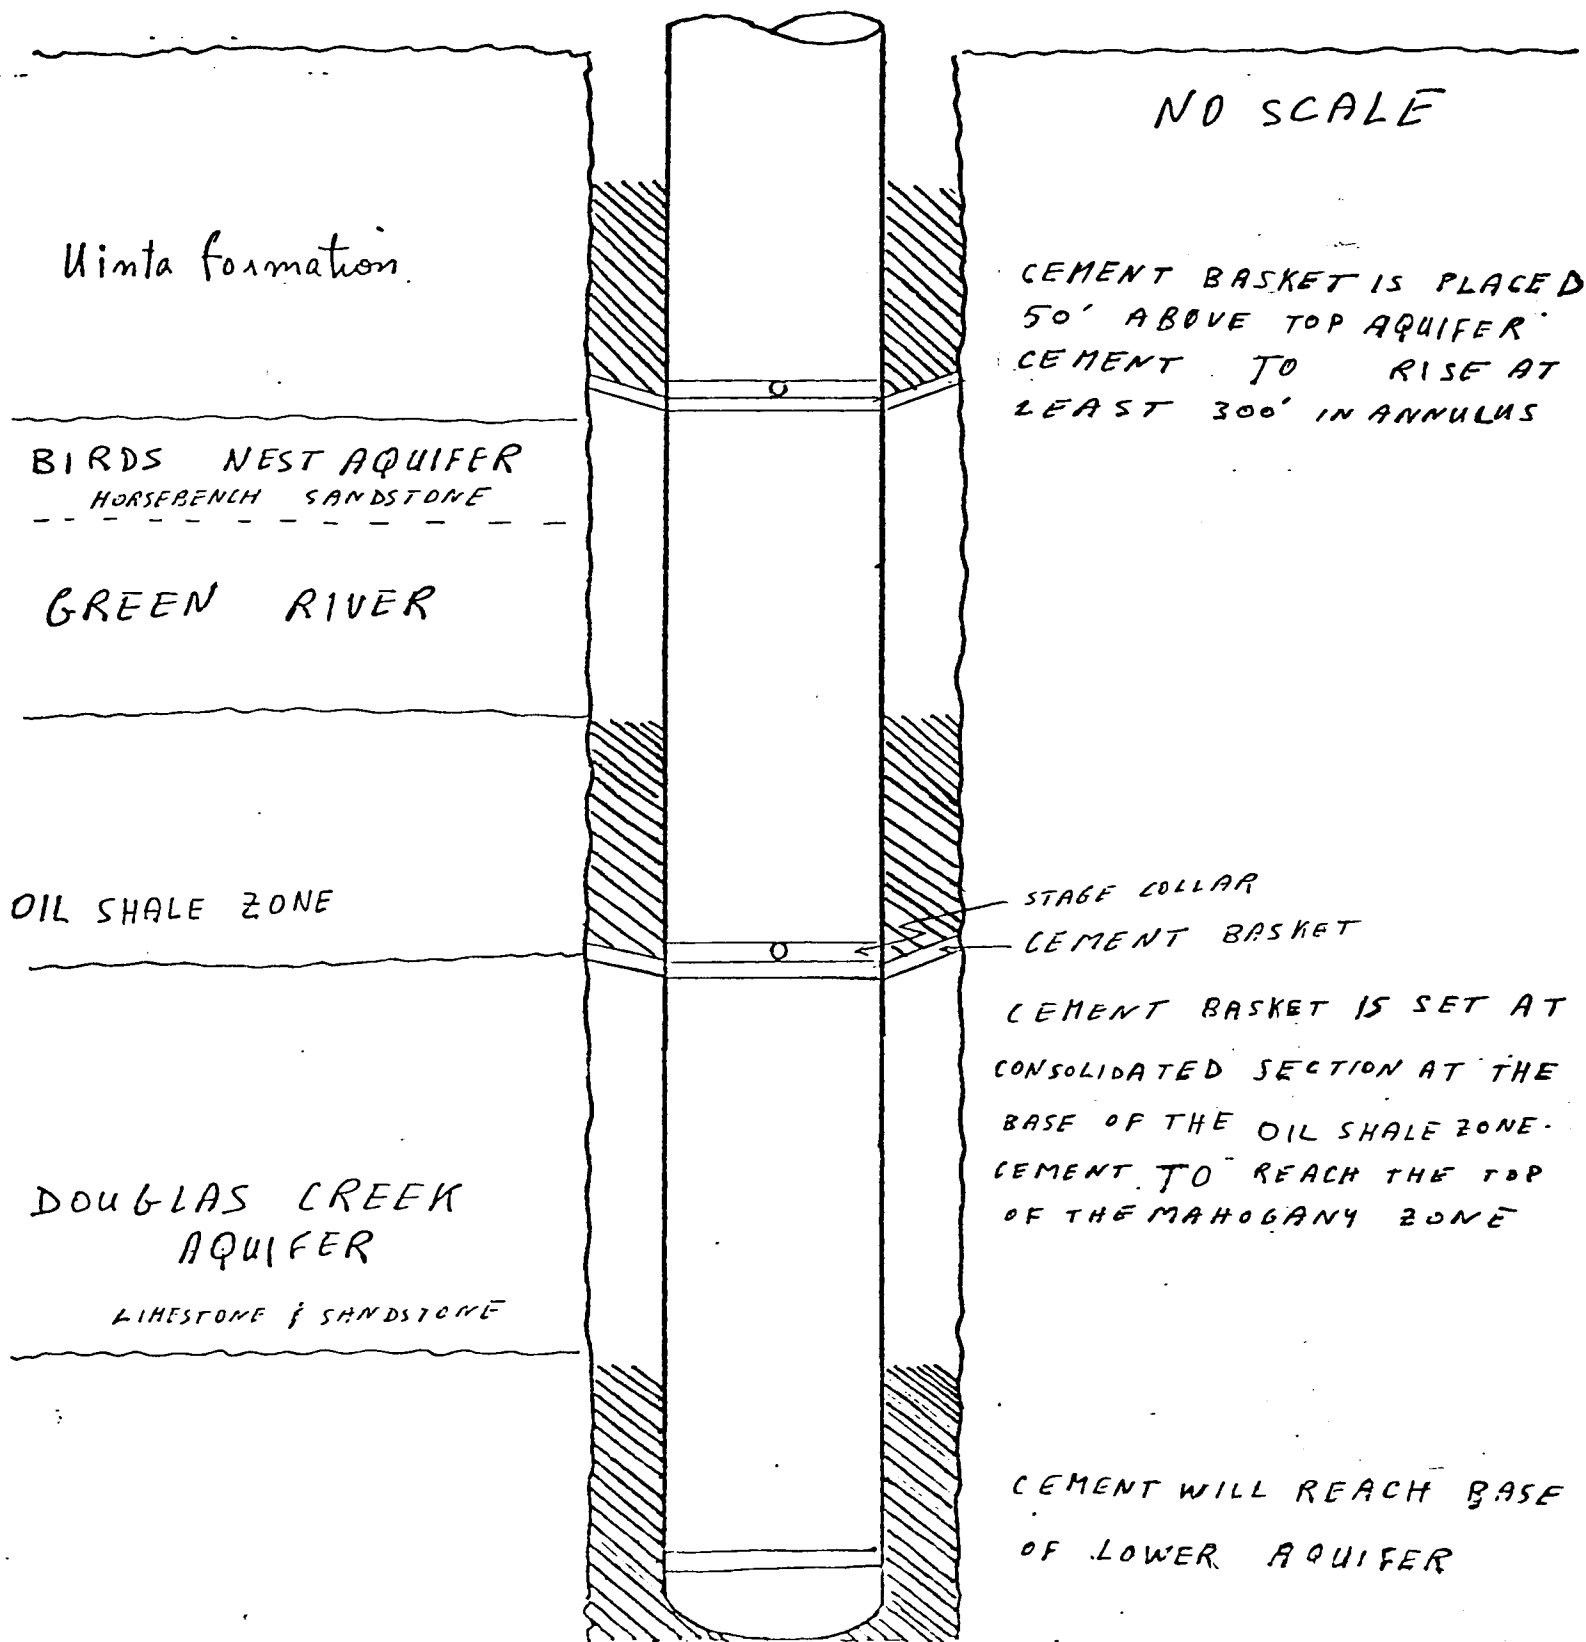 NO SCALE
Uinta formation.
CEMENT BASKET IS PLACED
50' ABOVE TOP AQUIFER
CEMENT TO RISE AT
LEAST 300' IN ANNULUS
BIRDS NEST AQUIFER
HORSEBENCH SANDSTONE
GREEN RIVER
OIL SHALE ZONE
STAGE COLLAR
CEMENT BASKET
CEMENT BASKET IS SET AT
CONSOLIDATED SECTION AT THE
BASE OF THE OIL SHALE ZONE.
CEMENT TO REACH THE TOP
OF THE MAHOGANY ZONE
DOUGLAS CREEK
AQUIFER
LIMESTONE & SANDSTONE
CEMENT WILL REACH BASE
OF LOWER AQUIFER